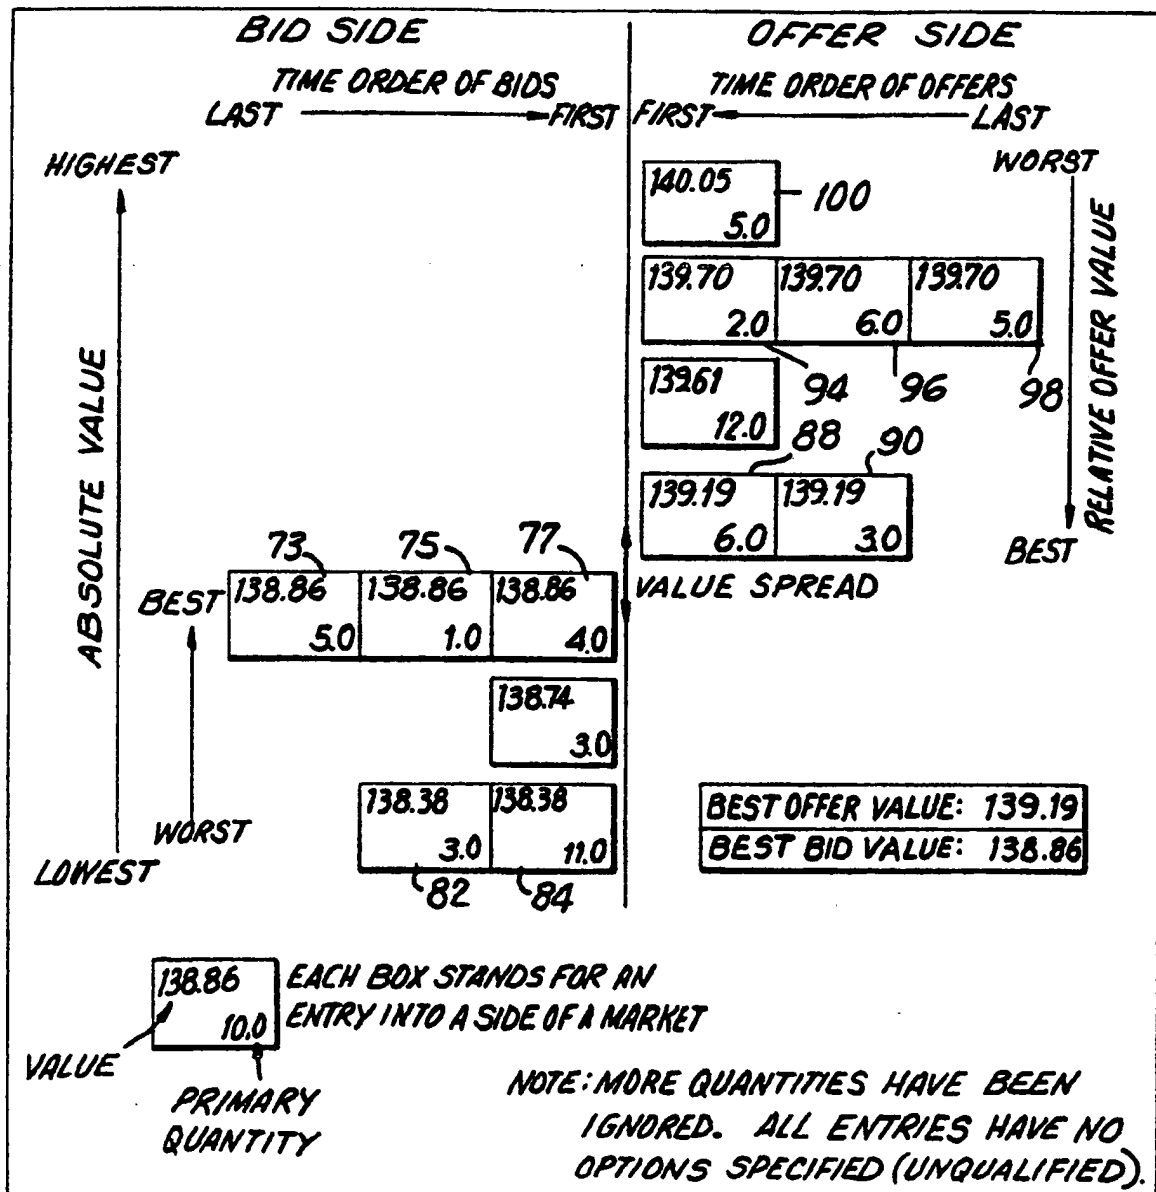 BID SIDE
OFFER SIDE
TIME ORDER OF BIDS
TIME ORDER OF OFFERS
LAST
FIRST
FIRST
LAST
HIGHEST
WORST
140.05
5.0
100
139.70
2.0
139.70
6.0
139.70
5.0
94
96
98
139.61
12.0
88
90
139.19
6.0
139.19
3.0
RELATIVE OFFER VALUE
BEST
ABSOLUTE VALUE
73
75
77
VALUE SPREAD
BEST
138.86
5.0
138.86
1.0
138.86
4.0
138.74
3.0
138.38
3.0
138.38
11.0
WORST
LOWEST
82
84
BEST OFFER VALUE: 139.19
BEST BID VALUE: 138.86
138.86
10.0
EACH BOX STANDS FOR AN
ENTRY INTO A SIDE OF A MARKET
VALUE
PRIMARY
QUANTITY
NOTE: MORE QUANTITIES HAVE BEEN
IGNORED. ALL ENTRIES HAVE NO
OPTIONS SPECIFIED (UNQUALIFIED).